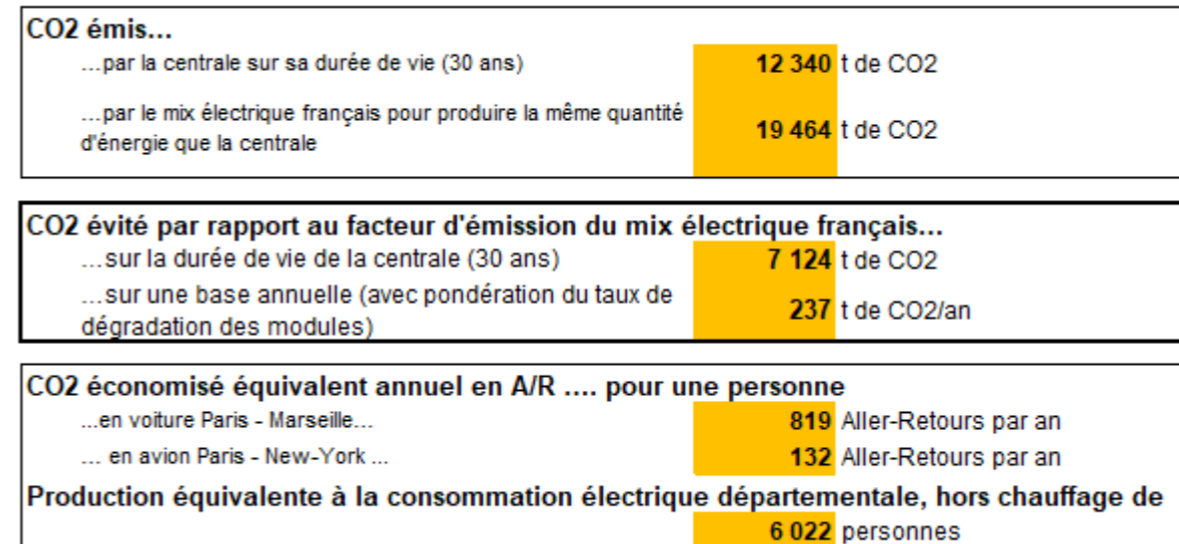 CO2 émis...
...par la centrale sur sa durée de vie (30 ans) 12 340 t de CO2
...par le mix électrique français pour produire la même quantité
d'énergie que la centrale 19 464 t de CO2
CO2 évité par rapport au facteur d'émission du mix électrique français...
...sur la durée de vie de la centrale (30 ans) 7 124 t de CO2
...sur une base annuelle (avec pondération du taux de
dégradation des modules) 237 t de CO2/an
CO2 économisé équivalent annuel en A/R .... pour une personne
...en voiture Paris - Marseille... 819 Aller-Retours par an
... en avion Paris - New-York ... 132 Aller-Retours par an
Production équivalente à la consommation électrique départementale, hors chauffage de
6 022 personnes